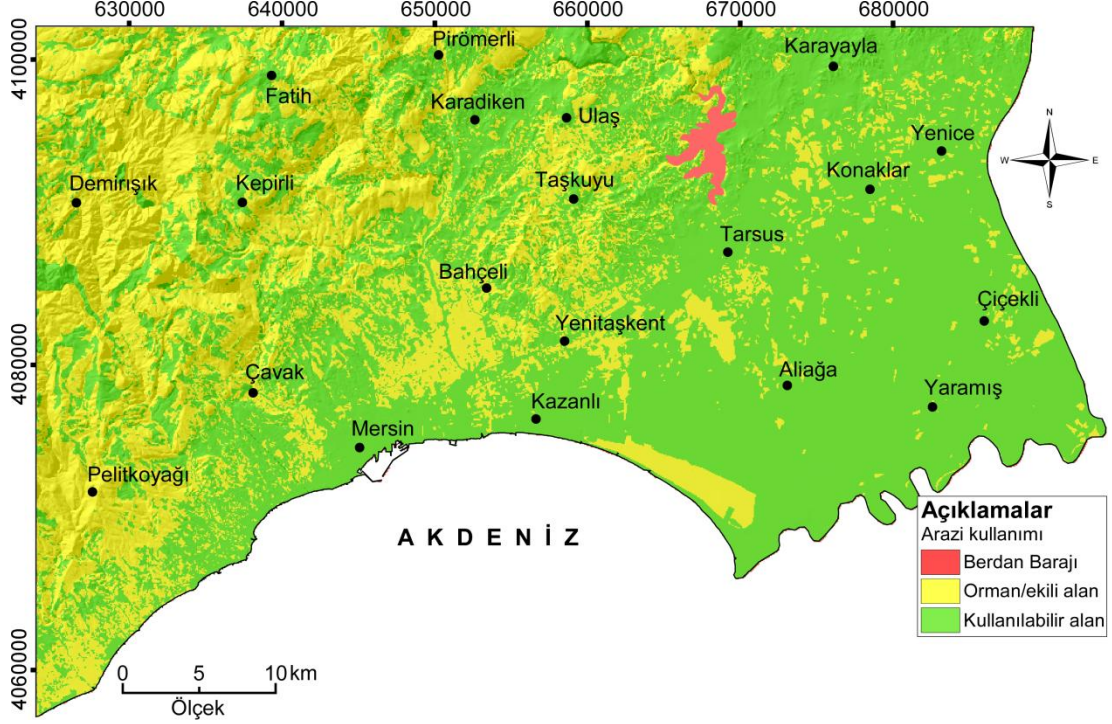 630000
640000
650000
660000
670000
680000
4100000
4080000
4060000
Pirömerli
Karayayla
Fatih
Karadiken
Ulaş
Yenice
N
W
E
S
Demirışık
Kepirli
Taşkuyu
Konaklar
Tarsus
Bahçeli
Çiçekli
Yenitaşkent
Çavak
Aliağa
Kazanlı
Yaramış
Mersin
Pelitkoyağı
A K D E N İ Z
Açıklamalar
Arazi kullanımı
Berdan Barajı
Orman/ekili alan
Kullanılabilir alan
0 5 10 km
Ölçek